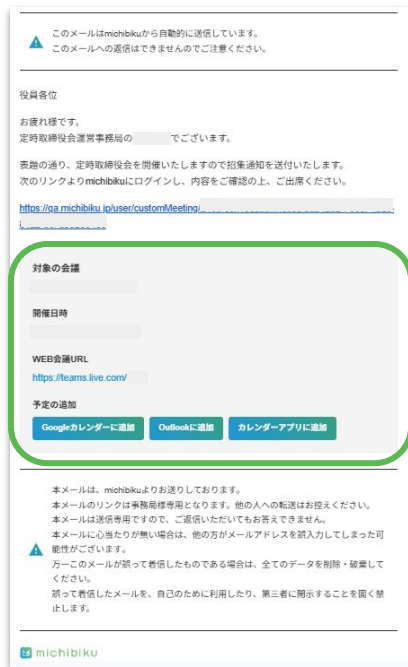 このメールはmichibikuから自動的に送信しています。
このメールへの返信はできませんのでご注意ください。
役員各位
お疲れ様です。
定時取締役会運営事務局の でございます。
表題の通り、定時取締役会を開催いたしますので招集通知を送付いたします。
次のリンクよりmichibikuにログインし、内容をご確認の上、ご出席ください。
https://qa.michibiku.jp/user/customMeeting/
対象の会議
開催日時
WEB会議URL
https://teams.live.com/
予定の追加
Googleカレンダーに追加 Outlookに追加 カレンダーアプリに追加
本メールは、michibikuよりお送りしております。
本メールのリンクは事務局様専用となります。他の人への転送はお控えください。
本メールは送信専用ですので、ご返信いただいてもお答えできません。
本メールに心当たりが無い場合は、他の方がメールアドレスを誤入力してしまった可
能性がございます。
万一このメールが誤って着信したものである場合は、全てのデータを削除・破棄して
ください。
誤って着信したメールを、自己のために利用したり、第三者に開示することを固く禁
止します。
michibiku